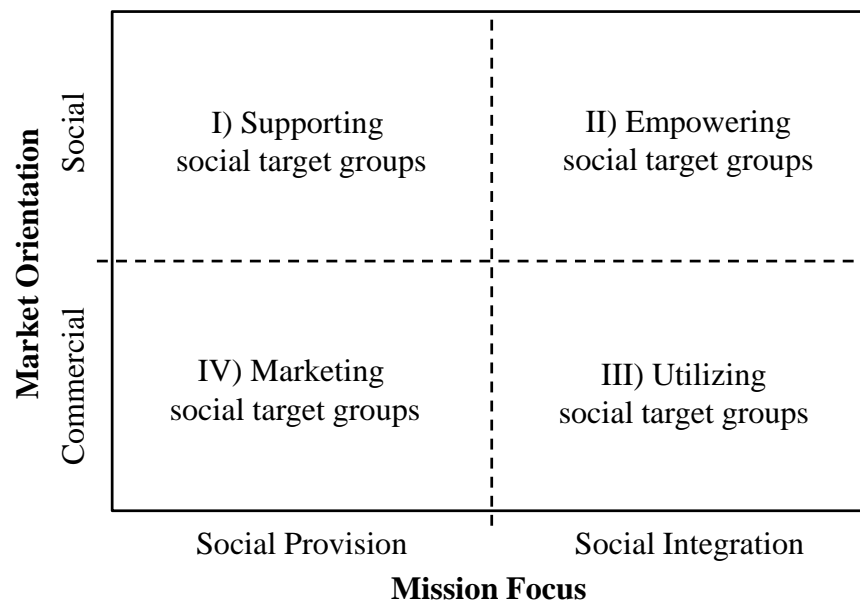 Market Orientation
Social
Commercial
I) Supporting
social target groups
II) Empowering
social target groups
IV) Marketing
social target groups
III) Utilizing
social target groups
Social Provision
Social Integration
Mission Focus